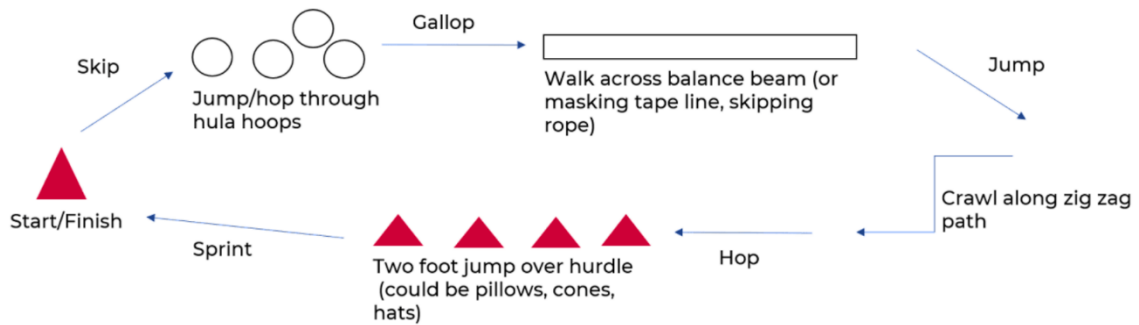 Skip
Jump/hop through
hula hoops
Gallop
Walk across balance beam (or
masking tape line, skipping
rope)
Jump
Crawl along zig zag
path
Hop
Two foot jump over hurdle
(could be pillows, cones,
hats)
Sprint
Start/Finish